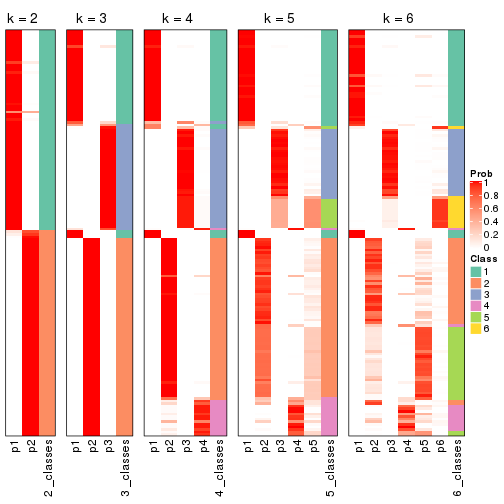 k = 2
k = 3
k = 4
k = 5
k = 6
Prob
1
0.8
0.6
0.4
0.2
0
Class
1
2
3
4
5
6
p1
p2
2_classes
p1
p2
p3
3_classes
p1
p2
p3
p4
4_classes
p1
p2
p3
p4
p5
5_classes
p1
p2
p3
p4
p5
p6
6_classes